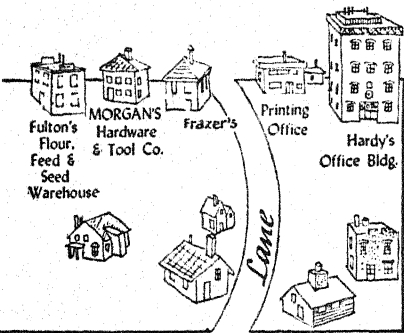 Fulton's
Flour,
Feed &
Seed
Warehouse
MORGAN'S
Hardware
& Tool Co.
Frazer's
Printing
Office
Hardy's
Office Bldg.
Lane